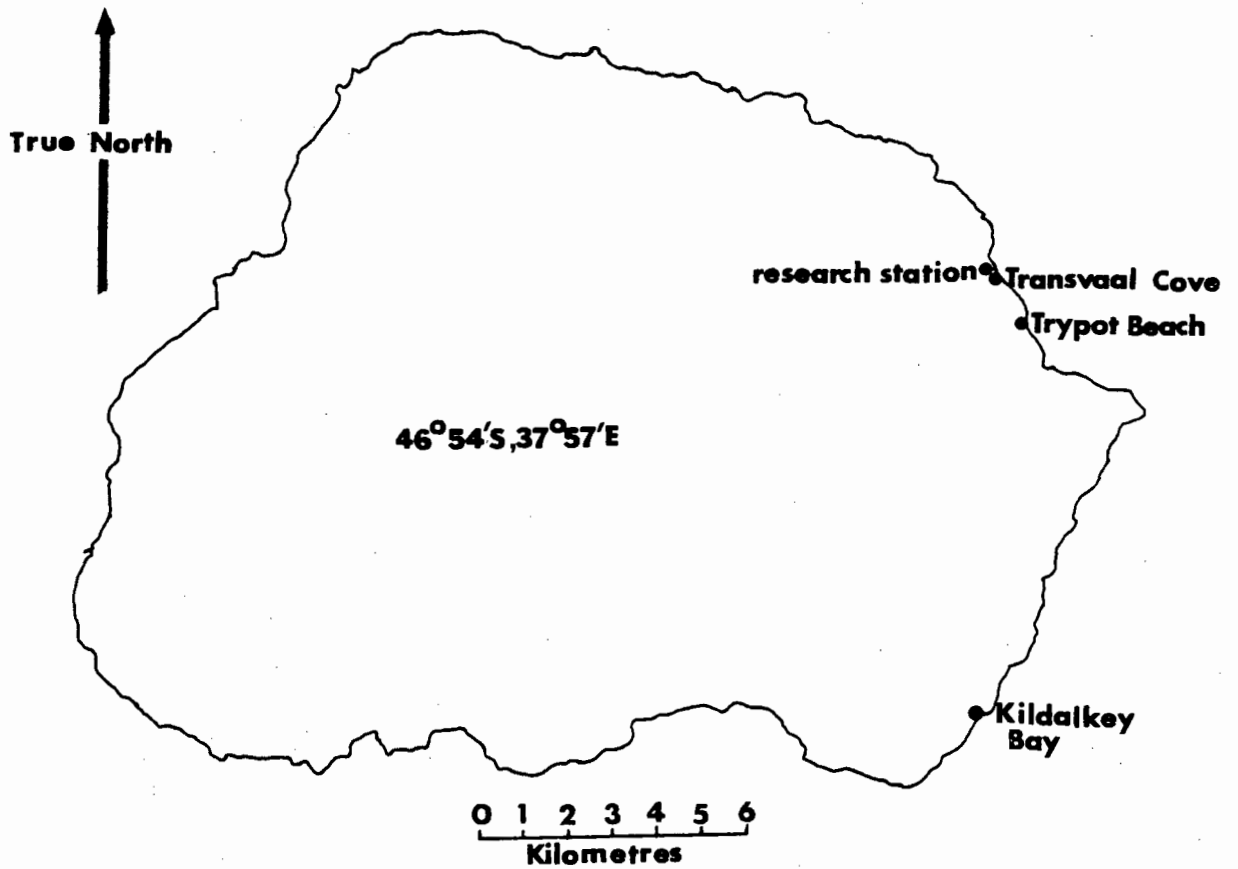 True North
research station
Transvaal Cove
Trypot Beach
46°54'S,37°57'E
Kildalkey
Bay
0 1 2 3 4 5 6
Kilometres